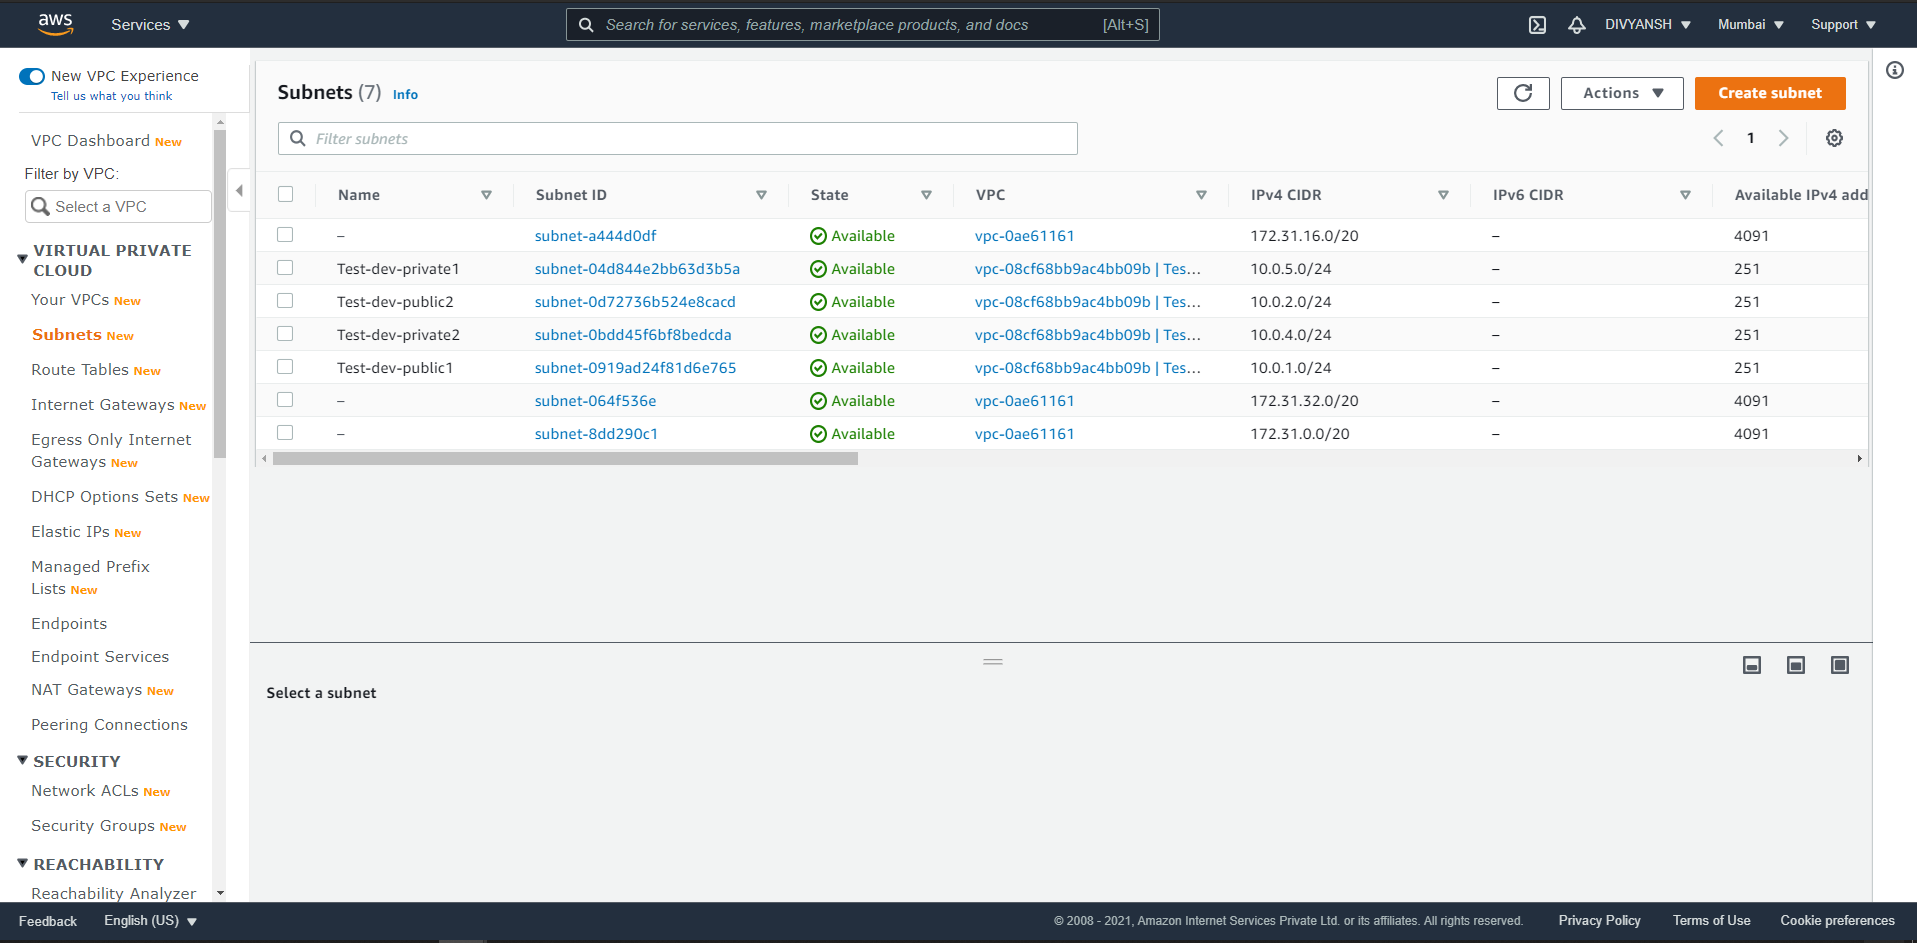 aws Services Search for services, features, marketplace products, and docs [Alt+S] DIVYANSH Mumbai Support
New VPC Experience
Tell us what you think
VPC Dashboard New
Filter by VPC:
Select a VPC
VIRTUAL PRIVATE
CLOUD
Your VPCs New
Subnets New
Route Tables New
Internet Gateways New
Egress Only Internet
Gateways New
DHCP Options Sets New
Elastic IPs New
Managed Prefix
Lists New
Endpoints
Endpoint Services
NAT Gateways New
Peering Connections
SECURITY
Network ACLs New
Security Groups New
REACHABILITY
Reachability Analyzer
Subnets (7) Info Actions Create subnet
Filter subnets 1
Name Subnet ID State VPC IPv4 CIDR IPv6 CIDR Available IPv4 add
– subnet-a444d0df Available vpc-0ae61161 172.31.16.0/20 – 4091
Test-dev-private1 subnet-04d844e2bb63d3b5a Available vpc-08cf68bb9ac4bb09b | Tes... 10.0.5.0/24 – 251
Test-dev-public2 subnet-0d72736b524e8cacd Available vpc-08cf68bb9ac4bb09b | Tes... 10.0.2.0/24 – 251
Test-dev-private2 subnet-0bdd45f6bf8bedcda Available vpc-08cf68bb9ac4bb09b | Tes... 10.0.4.0/24 – 251
Test-dev-public1 subnet-0919ad24f81d6e765 Available vpc-08cf68bb9ac4bb09b | Tes... 10.0.1.0/24 – 251
– subnet-064f536e Available vpc-0ae61161 172.31.32.0/20 – 4091
– subnet-8dd290c1 Available vpc-0ae61161 172.31.0.0/20 – 4091
Select a subnet
Feedback English (US) © 2008 - 2021, Amazon Internet Services Private Ltd. or its affiliates. All rights reserved. Privacy Policy Terms of Use Cookie preferences